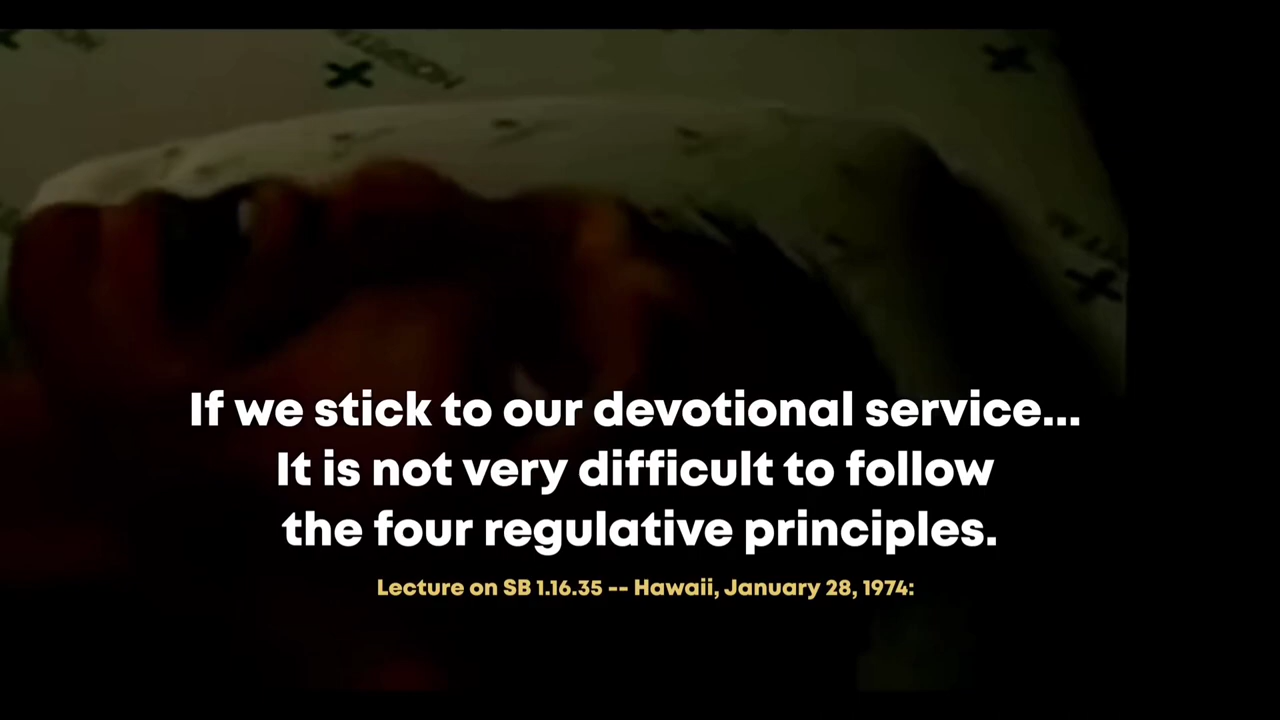 If we stick to our devotional service...
It is not very difficult to follow
the four regulative principles.
Lecture on SB 1.16.35 -- Hawaii, January 28, 1974: